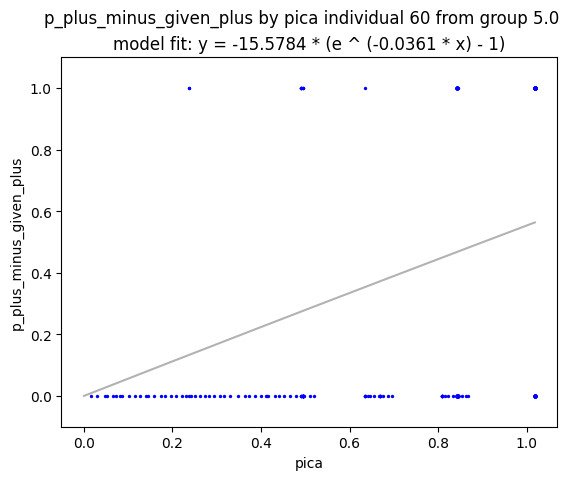 p_plus_minus_given_plus by pica individual 60 from group 5.0
model fit: y = -15.5784 * (e ^ (-0.0361 * x) - 1)
p_plus_minus_given_plus
1.0
0.8
0.6
0.4
0.2
0.0
0.0 0.2 0.4 0.6 0.8 1.0
pica